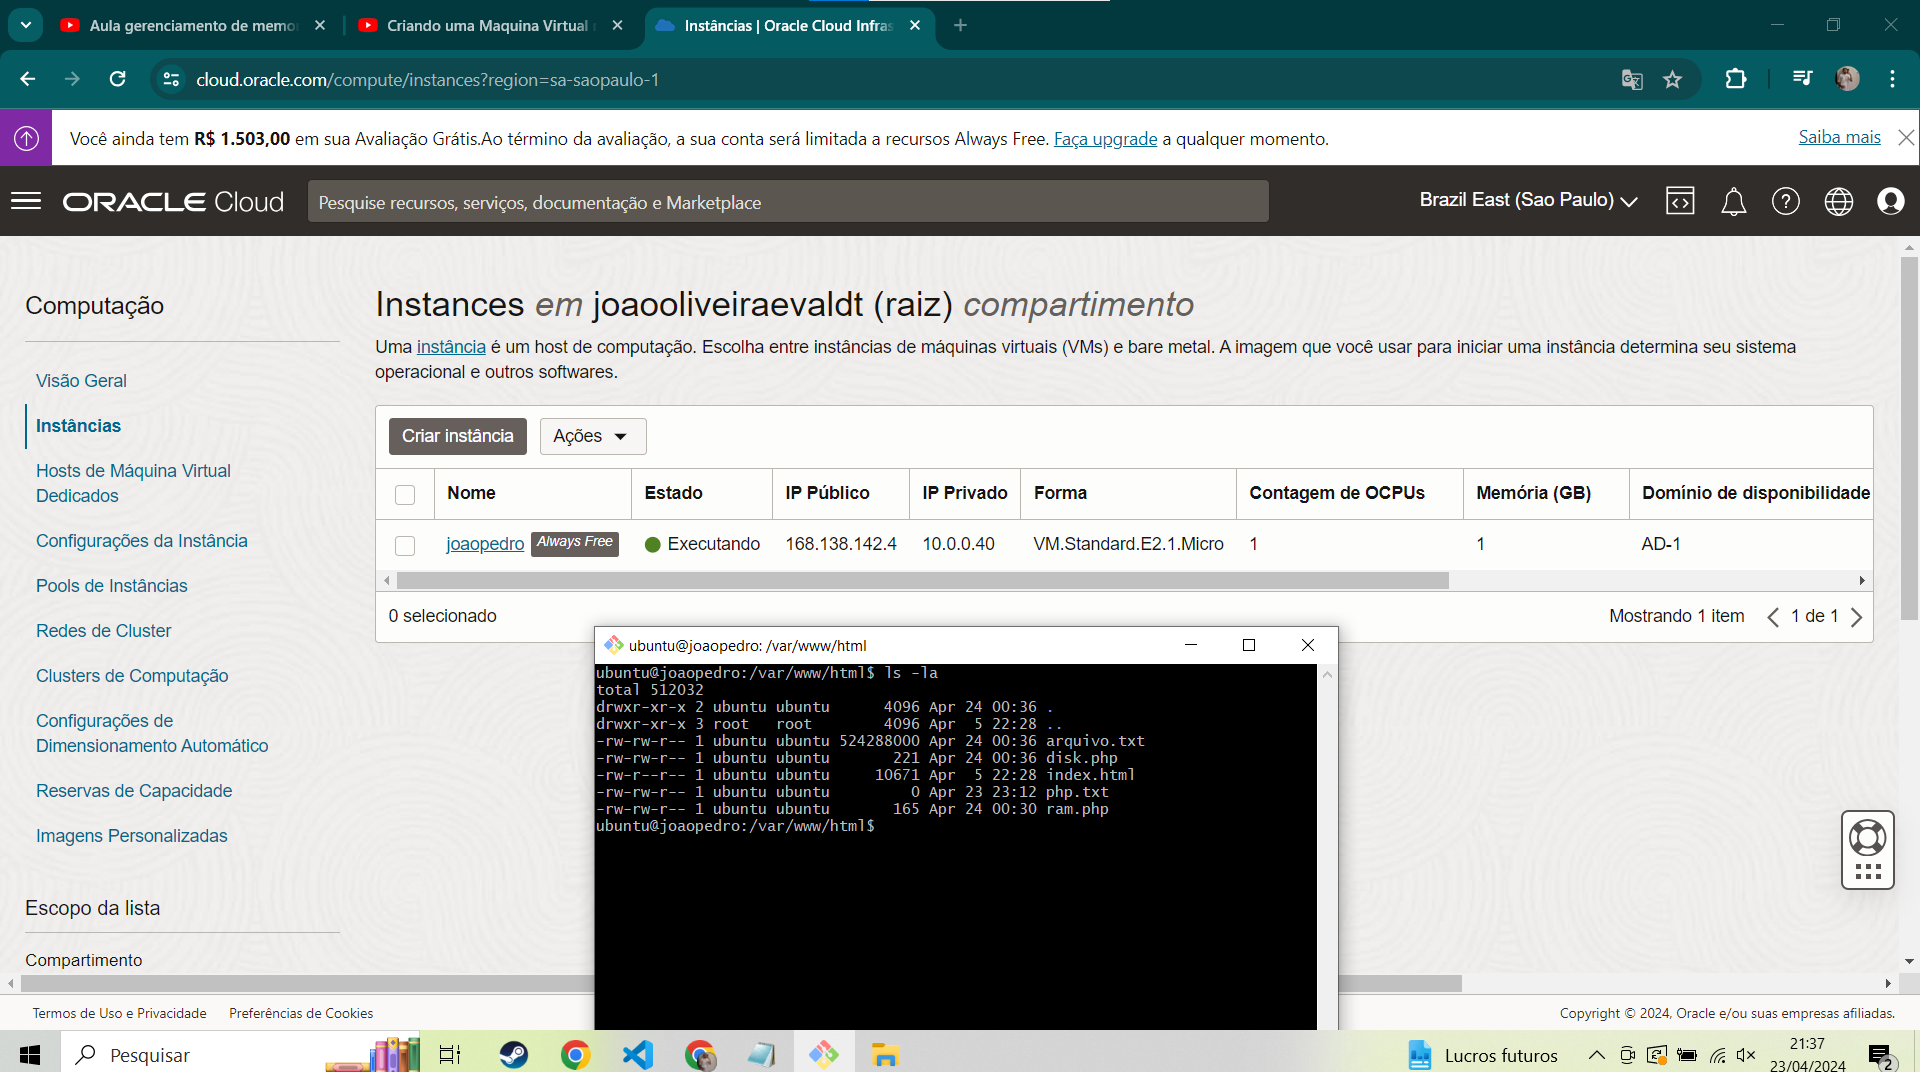 Aula gerenciamento de memo
Criando uma Maquina Virtual
Instâncias | Oracle Cloud Infras
cloud.oracle.com/compute/instances?region=sa-saopaulo-1
Você ainda tem R$ 1.503,00 em sua Avaliação Grátis.Ao término da avaliação, a sua conta será limitada a recursos Always Free. Faça upgrade a qualquer momento.
Saiba mais
ORACLE Cloud
Pesquise recursos, serviços, documentação e Marketplace
Brazil East (Sao Paulo)
Computação
Visão Geral
Instâncias
Hosts de Máquina Virtual
Dedicados
Configurações da Instância
Pools de Instâncias
Redes de Cluster
Clusters de Computação
Configurações de
Dimensionamento Automático
Reservas de Capacidade
Imagens Personalizadas
Escopo da lista
Compartimento
Instances em joaooliveiraevaldt (raiz) compartimento
Uma instância é um host de computação. Escolha entre instâncias de máquinas virtuais (VMs) e bare metal. A imagem que você usar para iniciar uma instância determina seu sistema
operacional e outros softwares.
Criar instância
Ações
Nome Estado IP Público IP Privado Forma Contagem de OCPUs Memória (GB) Domínio de disponibilidade
joaopedro Always Free Executando 168.138.142.4 10.0.0.40 VM.Standard.E2.1.Micro 1 1 AD-1
0 selecionado
Mostrando 1 item
1 de 1
ubuntu@joaopedro: /var/www/html
ubuntu@joaopedro:/var/www/html$ ls -la
total 512032
drwxr-xr-x 2 ubuntu ubuntu      4096 Apr 24 00:36 .
drwxr-xr-x 3 root   root        4096 Apr  5 22:28 ..
-rw-rw-r-- 1 ubuntu ubuntu 524288000 Apr 24 00:36 arquivo.txt
-rw-rw-r-- 1 ubuntu ubuntu       221 Apr 24 00:36 disk.php
-rw-r--r-- 1 ubuntu ubuntu     10671 Apr  5 22:28 index.html
-rw-rw-r-- 1 ubuntu ubuntu         0 Apr 23 23:12 php.txt
-rw-rw-r-- 1 ubuntu ubuntu       165 Apr 24 00:30 ram.php
ubuntu@joaopedro:/var/www/html$
Termos de Uso e Privacidade
Preferências de Cookies
Copyright © 2024, Oracle e/ou suas empresas afiliadas.
Pesquisar
Lucros futuros
21:37
23/04/2024
2